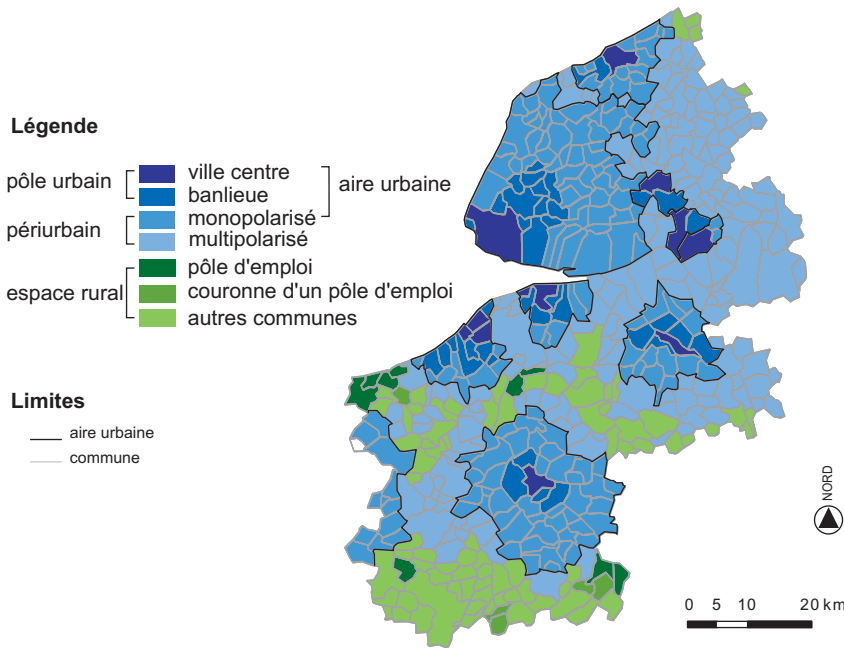 Légende
pôle urbain
ville centre
banlieue
aire urbaine
périurbain
monopolarisé
multipolarisé
espace rural
pôle d'emploi
couronne d'un pôle d'emploi
autres communes
Limites
aire urbaine
commune
NORD
0 5 10 20 km